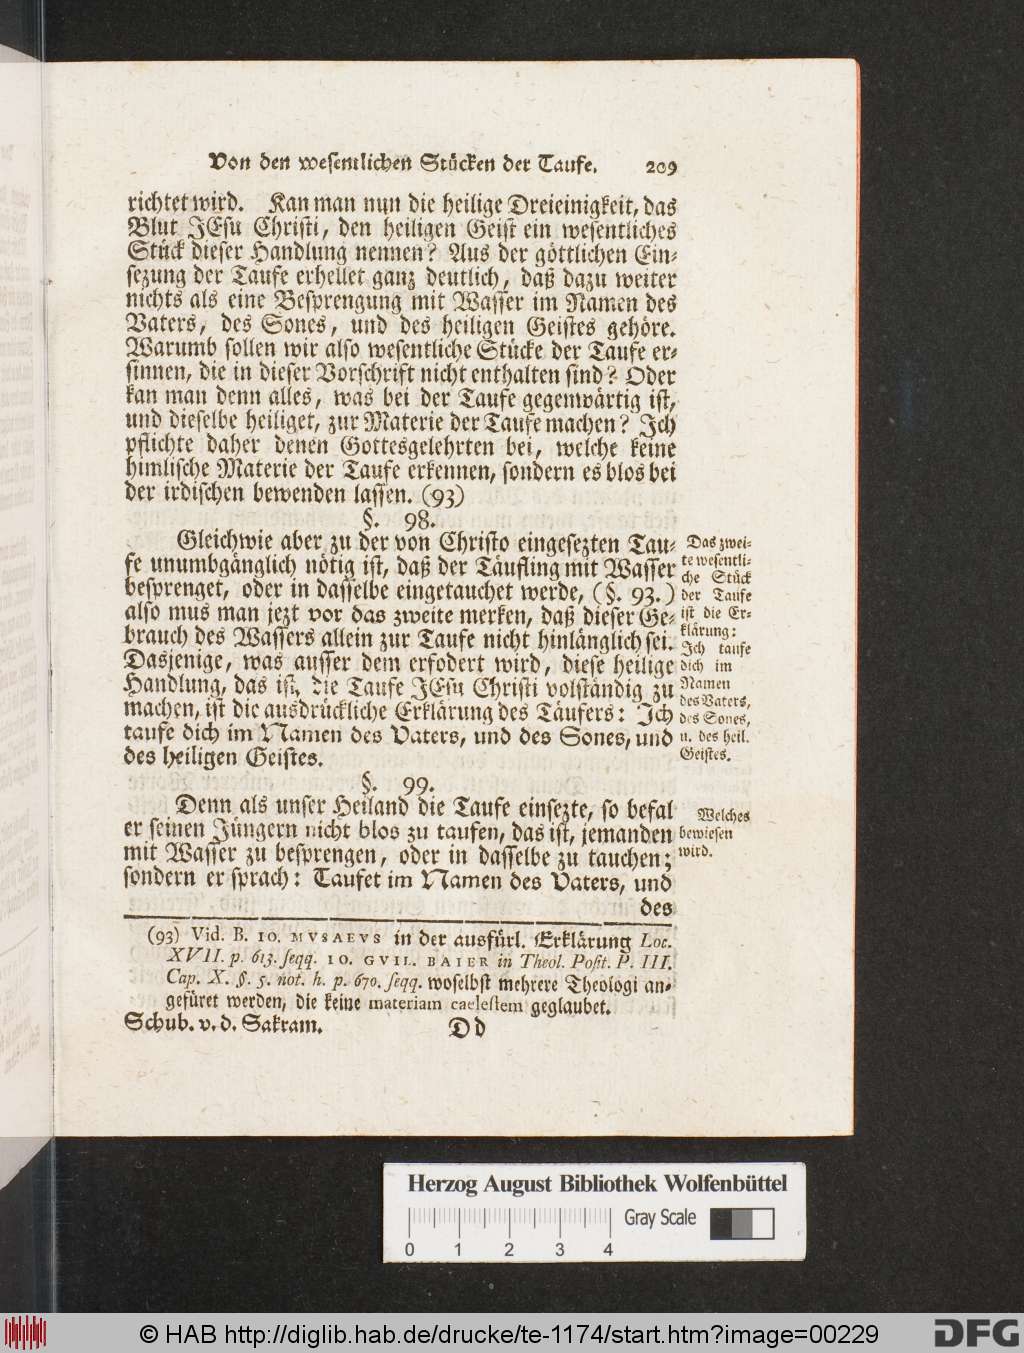 Von den wesentlichen Stücken der Taufe. 209
richtet wird. Kan man nun die heilige Dreieinigkeit, das
Blut JEsu Christi, den heiligen Geist ein wesentliches
Stück dieser Handlung nennen? Aus der göttlichen Ein-
sezung der Taufe erhellet ganz deutlich, daß dazu weiter
nichts als eine Besprengung mit Wasser im Namen des
Vaters, des Sones, und des heiligen Geistes gehöre.
Warumb sollen wir also wesentliche Stücke der Taufe er-
sinnen, die in dieser Vorschrift nicht enthalten sind? Oder
kan man denn alles, was bei der Taufe gegenwärtig ist,
und dieselbe heiliget, zur Materie der Taufe machen? Ich
pflichte daher denen Gottesgelehrten bei, welche keine
himlische Materie der Taufe erkennen, sondern es blos bei
der irdischen bewenden lassen. (93)
§. 98.
Gleichwie aber zu der von Christo eingesezten Tau-
fe unumbgänglich nötig ist, daß der Täufling mit Wasser
besprenget, oder in dasselbe eingetauchet werde, (§. 93.)
also mus man jezt vor das zweite merken, daß dieser Ge-
brauch des Wassers allein zur Taufe nicht hinlänglich sei.
Dasjenige, was ausser dem erfodert wird, diese heilige
Handlung, das ist, die Taufe JEsu Christi volständig zu
machen, ist die ausdrückliche Erklärung des Täufers: Ich
taufe dich im Namen des Vaters, und des Sones, und
des heiligen Geistes.
Das zwei-
te wesentli-
che Stück
der Taufe
ist die Er-
klärung:
Ich taufe
dich im
Namen
des Vaters,
des Sones,
u. des heil.
Geistes.
§. 99.
Denn als unser Heiland die Taufe einsezte, so befal
er seinen Jüngern nicht blos zu taufen, das ist, jemanden
mit Wasser zu besprengen, oder in dasselbe zu tauchen;
sondern er sprach: Taufet im Namen des Vaters, und
des
Welches
bewiesen
wird.
(93) Vid. B. IO. MVSAEVS in der ausfürl. Erklärung Loc.
XVII. p. 613. seqq. IO. GVIL. BAIER in Theol. Posit. P. III.
Cap. X. §. 5. not. h. p. 670. seqq. woselbst mehrere Theologi an-
gefüret werden, die keine materiam caelestem geglaubet.
Schub. v. d. Sakram. Dd
Herzog August Bibliothek Wolfenbüttel
Gray Scale
0 1 2 3 4
© HAB http://diglib.hab.de/drucke/te-1174/start.htm?image=00229
DFG